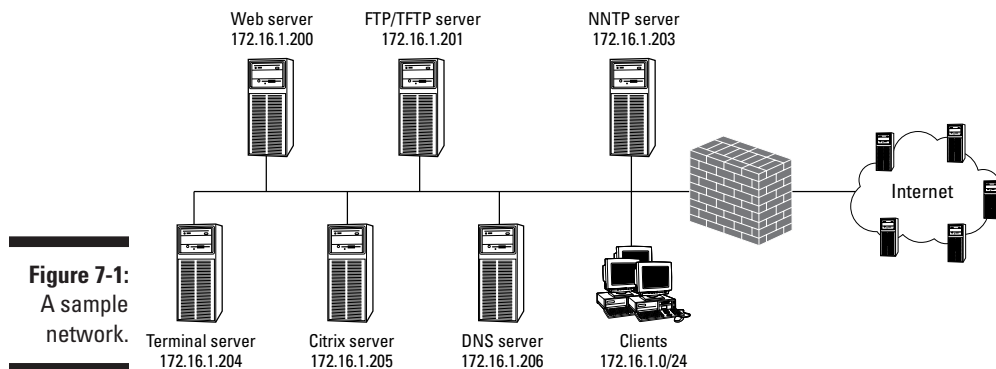 Web server
172.16.1.200
FTP/TFTP server
172.16.1.201
NNTP server
172.16.1.203
Internet
Figure 7-1:
A sample
network.
Terminal server
172.16.1.204
Citrix server
172.16.1.205
DNS server
172.16.1.206
Clients
172.16.1.0/24